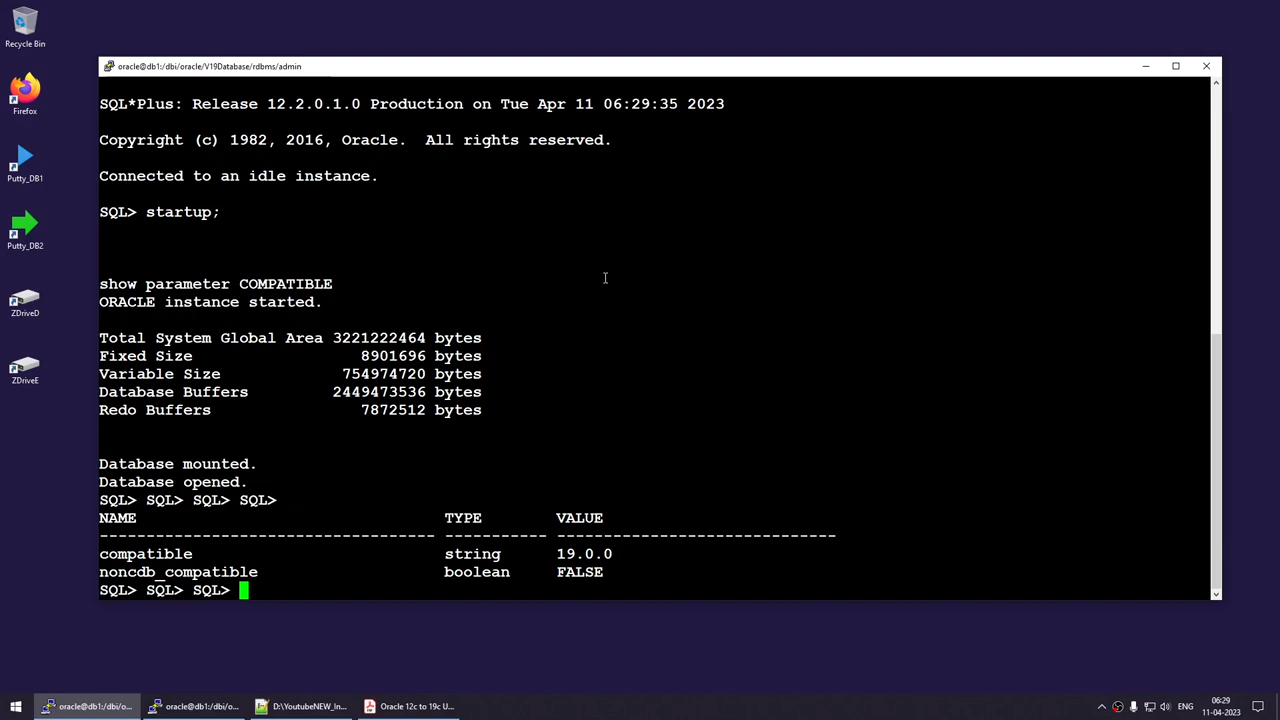 Recycle Bin
Firefox
Putty_DB1
Putty_DB2
ZDriveD
ZDriveE
oracle@db1:/dbi/oracle/V19Database/rdbms/admin
SQL*Plus: Release 12.2.0.1.0 Production on Tue Apr 11 06:29:35 2023
Copyright (c) 1982, 2016, Oracle.  All rights reserved.
Connected to an idle instance.
SQL> startup;
show parameter COMPATIBLE
ORACLE instance started.
Total System Global Area 3221222464 bytes
Fixed Size                  8901696 bytes
Variable Size             754974720 bytes
Database Buffers         2449473536 bytes
Redo Buffers                7872512 bytes
Database mounted.
Database opened.
SQL> SQL> SQL> SQL>
NAME                                 TYPE        VALUE
------------------------------------ ----------- ------------------------------
compatible                           string      19.0.0
noncdb_compatible                    boolean     FALSE
SQL> SQL> SQL>
oracle@db1:/dbi/o...
oracle@db1:/dbi/o...
D:\YoutubeNEW_In...
Oracle 12c to 19c U...
ENG
06:29
11-04-2023